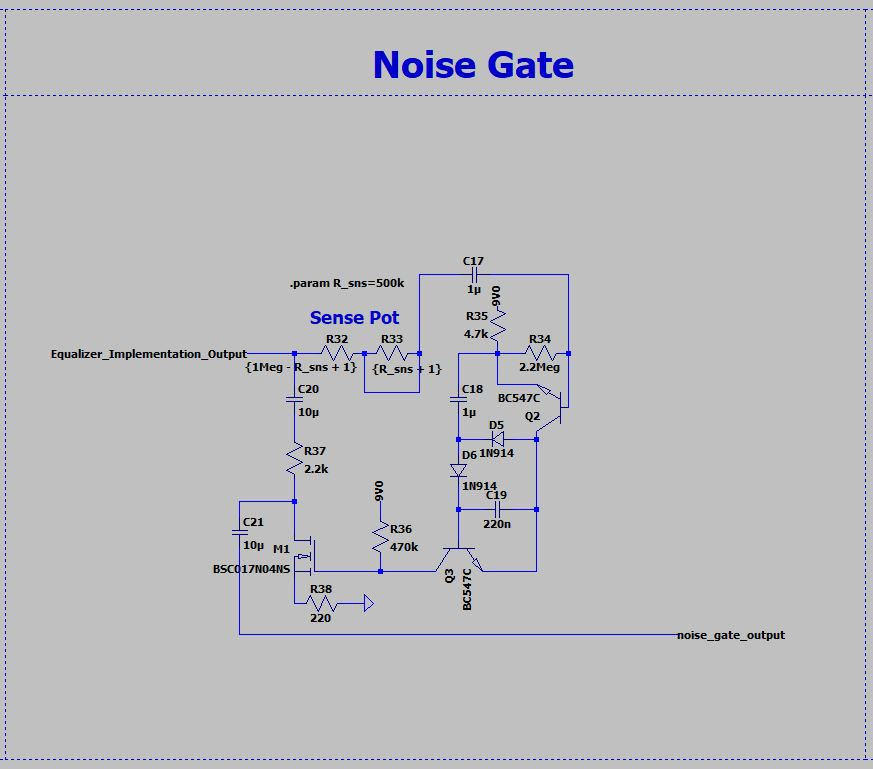 Noise Gate
C17
.param R_sns=500k
1µ
9V0
R35
4.7k
Sense Pot
R32
R33
R34
Equalizer_Implementation_Output
{1Meg - R_sns + 1}
{R_sns + 1}
2.2Meg
C20
10µ
C18
1µ
BC547C
Q2
D5
1N914
R37
2.2k
D6
1N914
9V0
C19
220n
C21
10µ
R36
470k
M1
BSC017N04NS
Q3
BC547C
R38
220
noise_gate_output